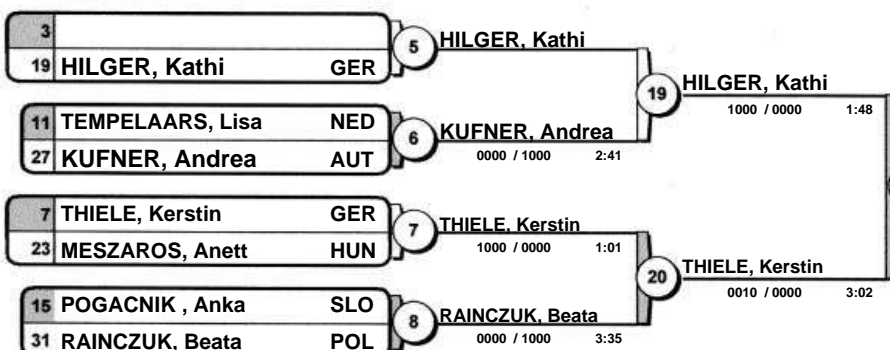 3
19 HILGER, Kathi GER
5 HILGER, Kathi
11 TEMPELAARS, Lisa NED
27 KUFNER, Andrea AUT
6 KUFNER, Andrea
0000 / 1000 2:41
19 HILGER, Kathi
1000 / 0000 1:48
7 THIELE, Kerstin GER
23 MESZAROS, Anett HUN
7 THIELE, Kerstin
1000 / 0000 1:01
15 POGACNIK , Anka SLO
31 RAINCZUK, Beata POL
8 RAINCZUK, Beata
0000 / 1000 3:35
20 THIELE, Kerstin
0010 / 0000 3:02